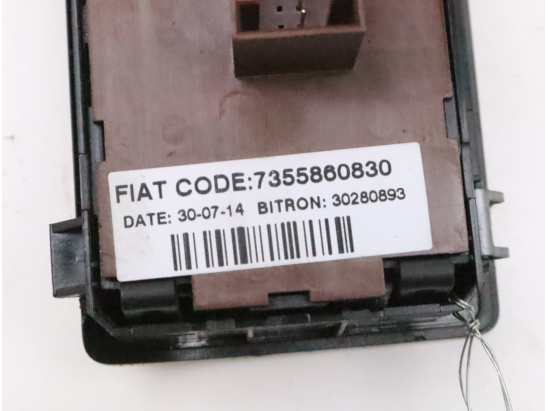 FIAT CODE:7355860830
DATE: 30-07-14 BITRON: 30280893